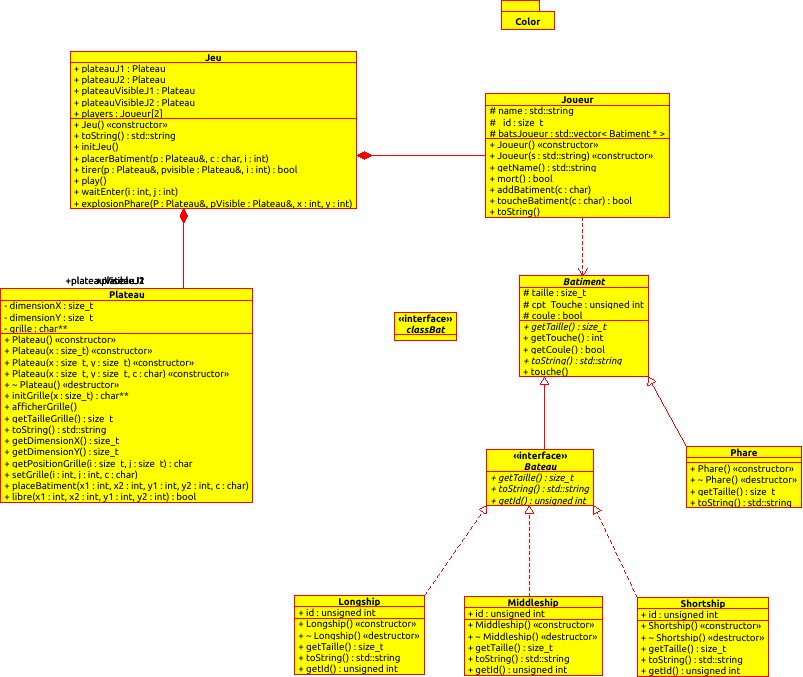 Color
Jeu
+ plateauJ1 : Plateau
+ plateauJ2 : Plateau
+ plateauVisibleJ1 : Plateau
+ plateauVisibleJ2 : Plateau
+ players : Joueur[2]
+ Jeu() «constructor»
+ toString() : std::string
+ initJeu()
+ placerBatiment(p : Plateau&, c : char, i : int)
+ tirer(p : Plateau&, pvisible : Plateau&, i : int) : bool
+ play()
+ waitEnter(i : int, j : int)
+ explosionPhare(P : Plateau&, pVisible : Plateau&, x : int, y : int)
Joueur
# name : std::string
# _id : size_t
# batsJoueur : std::vector< Batiment * >
+ Joueur() «constructor»
+ Joueur(s : std::string) «constructor»
+ getName() : std::string
+ mort() : bool
+ addBatiment(c : char)
+ toucheBatiment(c : char) : bool
+ toString()
Plateau
- dimensionX : size_t
- dimensionY : size_t
- grille : char**
+ Plateau() «constructor»
+ Plateau(x : size_t) «constructor»
+ Plateau(x : size_t, y : size_t) «constructor»
+ Plateau(x : size_t, y : size_t, c : char) «constructor»
+ ~ Plateau() «destructor»
+ initGrille(x : size_t) : char**
+ afficherGrille()
+ getTailleGrille() : size_t
+ toString() : std::string
+ getDimensionX() : size_t
+ getDimensionY() : size_t
+ getPositionGrille(i : size_t, j : size_t) : char
+ setGrille(i : int, j : int, c : char)
+ placeBatiment(x1 : int, x2 : int, y1 : int, y2 : int, c : char)
+ libre(x1 : int, x2 : int, y1 : int, y2 : int) : bool
«interface»
classBat
Batiment
# taille : size_t
# cpt_Touche : unsigned int
# coule : bool
+ getTaille() : size_t
+ getTouche() : int
+ getCoule() : bool
+ toString() : std::string
+ touche()
«interface»
Bateau
+ getTaille() : size_t
+ toString() : std::string
+ getId() : unsigned int
Phare
+ Phare() «constructor»
+ ~ Phare() «destructor»
+ getTaille() : size_t
+ toString() : std::string
Longship
+ id : unsigned int
+ Longship() «constructor»
+ ~ Longship() «destructor»
+ getTaille() : size_t
+ toString() : std::string
+ getId() : unsigned int
Middleship
+ id : unsigned int
+ Middleship() «constructor»
+ ~ Middleship() «destructor»
+ getTaille() : size_t
+ toString() : std::string
+ getId() : unsigned int
Shortship
+ id : unsigned int
+ Shortship() «constructor»
+ ~ Shortship() «destructor»
+ getTaille() : size_t
+ toString() : std::string
+ getId() : unsigned int